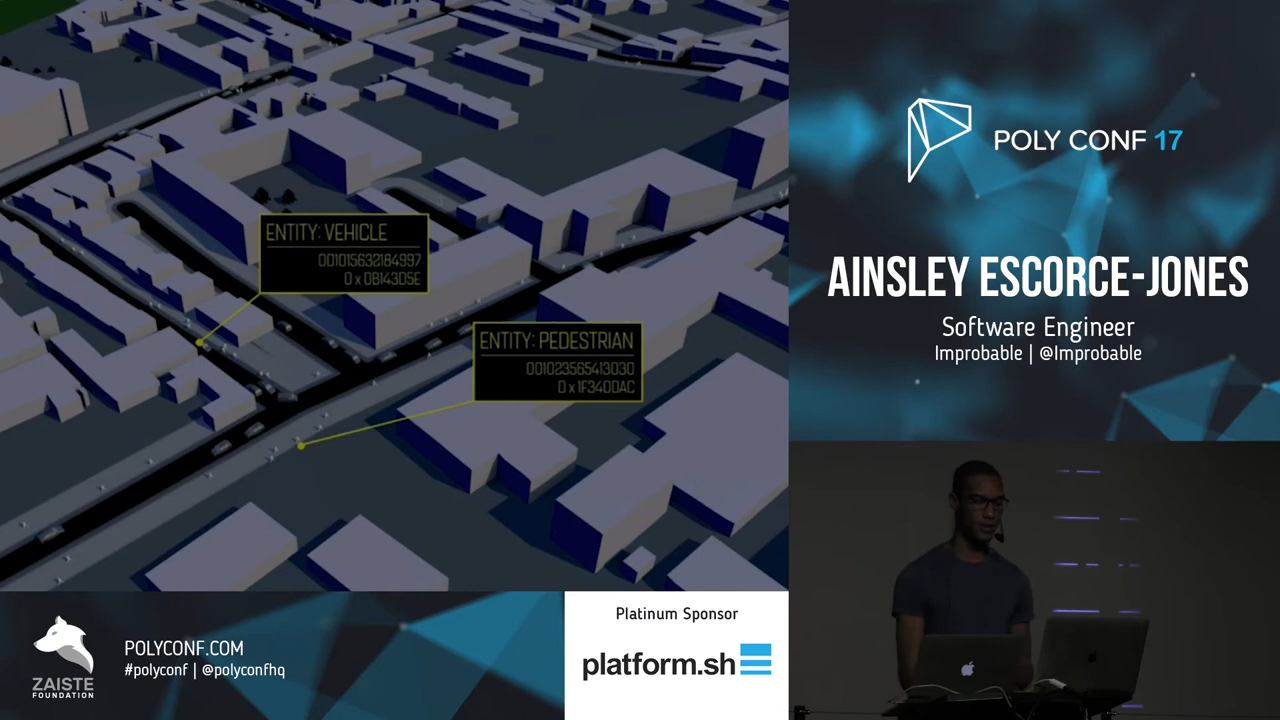 ENTITY: VEHICLE
001015632184997
0 x 0B143D5E
ENTITY: PEDESTRIAN
001023565413030
0 x 1F3400AC
POLY CONF 17
AINSLEY ESCORCE-JONES
Software Engineer
Improbable | @Improbable
ZAISTE
FOUNDATION
POLYCONF.COM
#polyconf | @polyconfhq
Platinum Sponsor
platform.sh